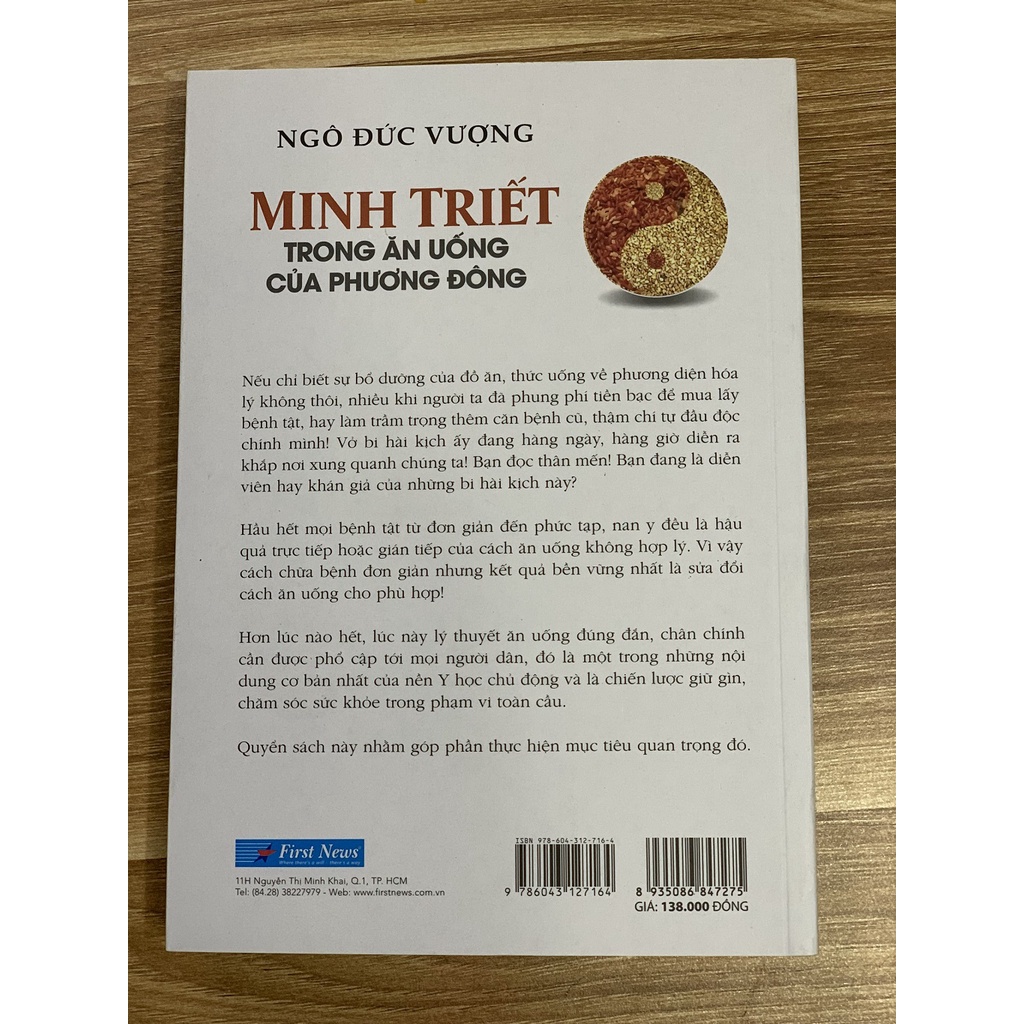 NGÔ ĐỨC VƯỢNG
MINH TRIẾT
TRONG ĂN UỐNG
CỦA PHƯƠNG ĐÔNG
Nếu chỉ biết sự bổ dưỡng của đồ ăn, thức uống về phương diện hóa
lý không thôi, nhiều khi người ta đã phung phí tiền bạc để mua lấy
bệnh tật, hay làm trầm trọng thêm căn bệnh cũ, thậm chí tự đầu độc
chính mình! Vở bi hài kịch ấy đang hàng ngày, hàng giờ diễn ra
khắp nơi xung quanh chúng ta! Bạn đọc thân mến! Bạn đang là diễn
viên hay khán giả của những bi hài kịch này?
Hầu hết mọi bệnh tật từ đơn giản đến phức tạp, nan y đều là hậu
quả trực tiếp hoặc gián tiếp của cách ăn uống không hợp lý. Vì vậy
cách chữa bệnh đơn giản nhưng kết quả bền vững nhất là sửa đổi
cách ăn uống cho phù hợp!
Hơn lúc nào hết, lúc này lý thuyết ăn uống đúng đắn, chân chính
cần được phổ cập tới mọi người dân, đó là một trong những nội
dung cơ bản nhất của nền Y học chủ động và là chiến lược giữ gìn,
chăm sóc sức khỏe trong phạm vi toàn cầu.
Quyển sách này nhằm góp phần thực hiện mục tiêu quan trọng đó.
First News
Where there's a will - there's a way
11H Nguyễn Thị Minh Khai, Q.1, TP. HCM
Tel: (84.28) 38227979 - Web: www.firstnews.com.vn
ISBN 978-604-312-716-4
9 786043 127164
8 935086 847275
GIÁ: 138.000 ĐỒNG